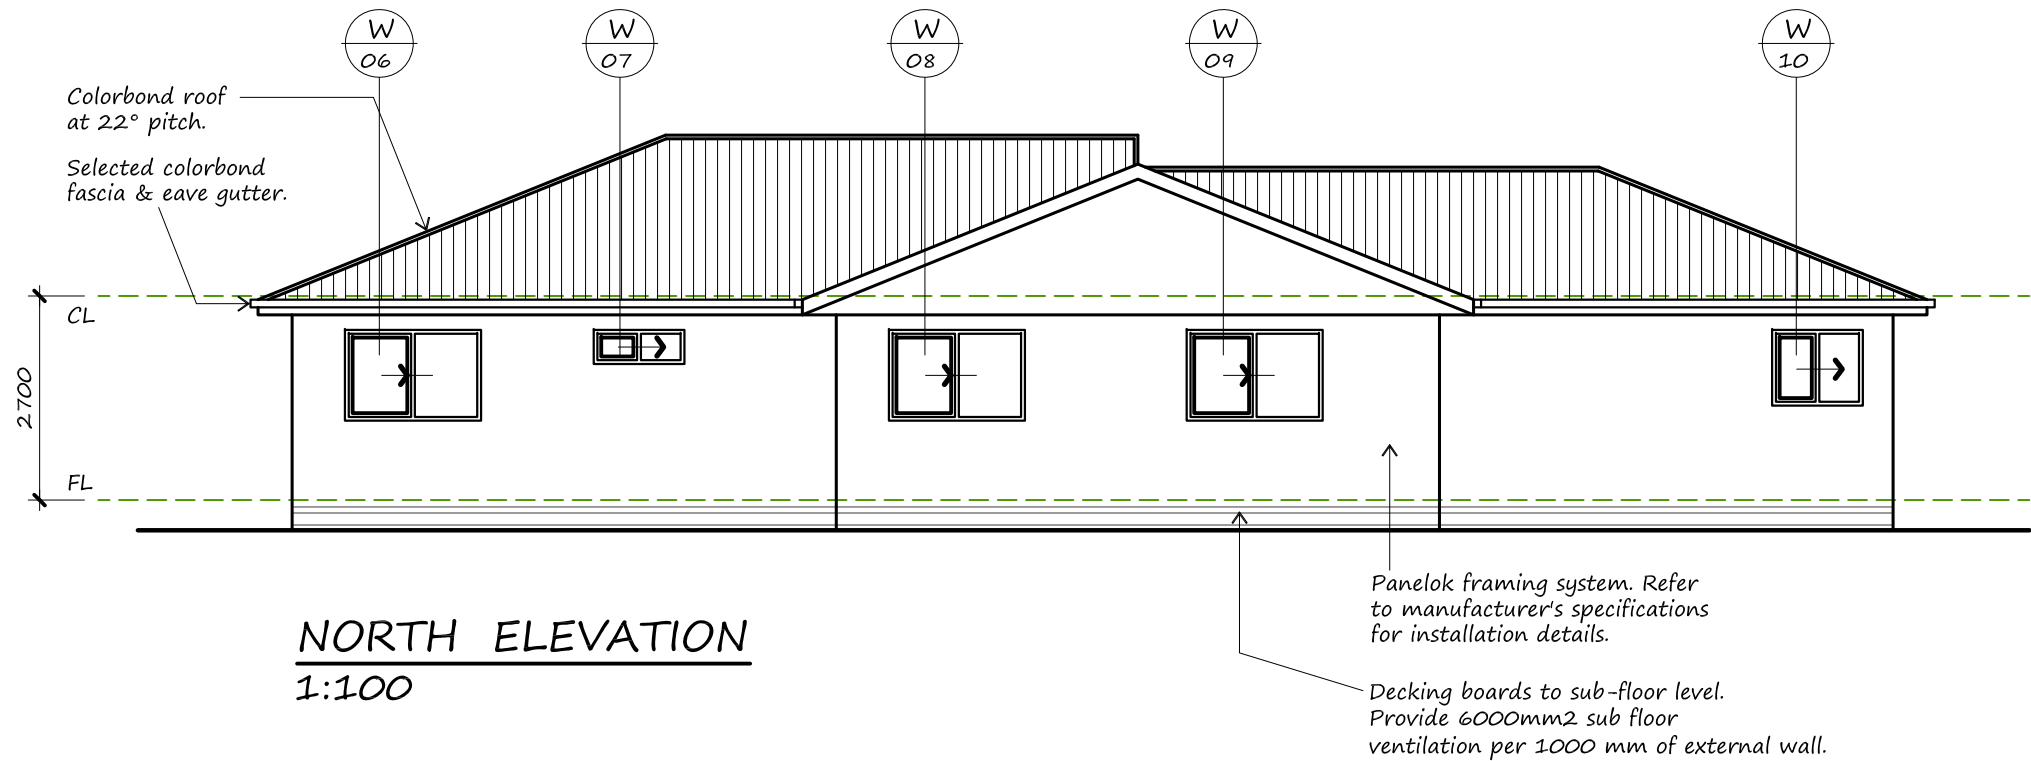 W
06
W
07
W
08
W
09
W
10
Colorbond roof
at 22° pitch.
Selected colorbond
fascia & eave gutter.
CL
2700
FL
Panelok framing system. Refer
to manufacturer's specifications
for installation details.
NORTH ELEVATION
1:100
Decking boards to sub-floor level.
Provide 6000mm2 sub floor
ventilation per 1000 mm of external wall.